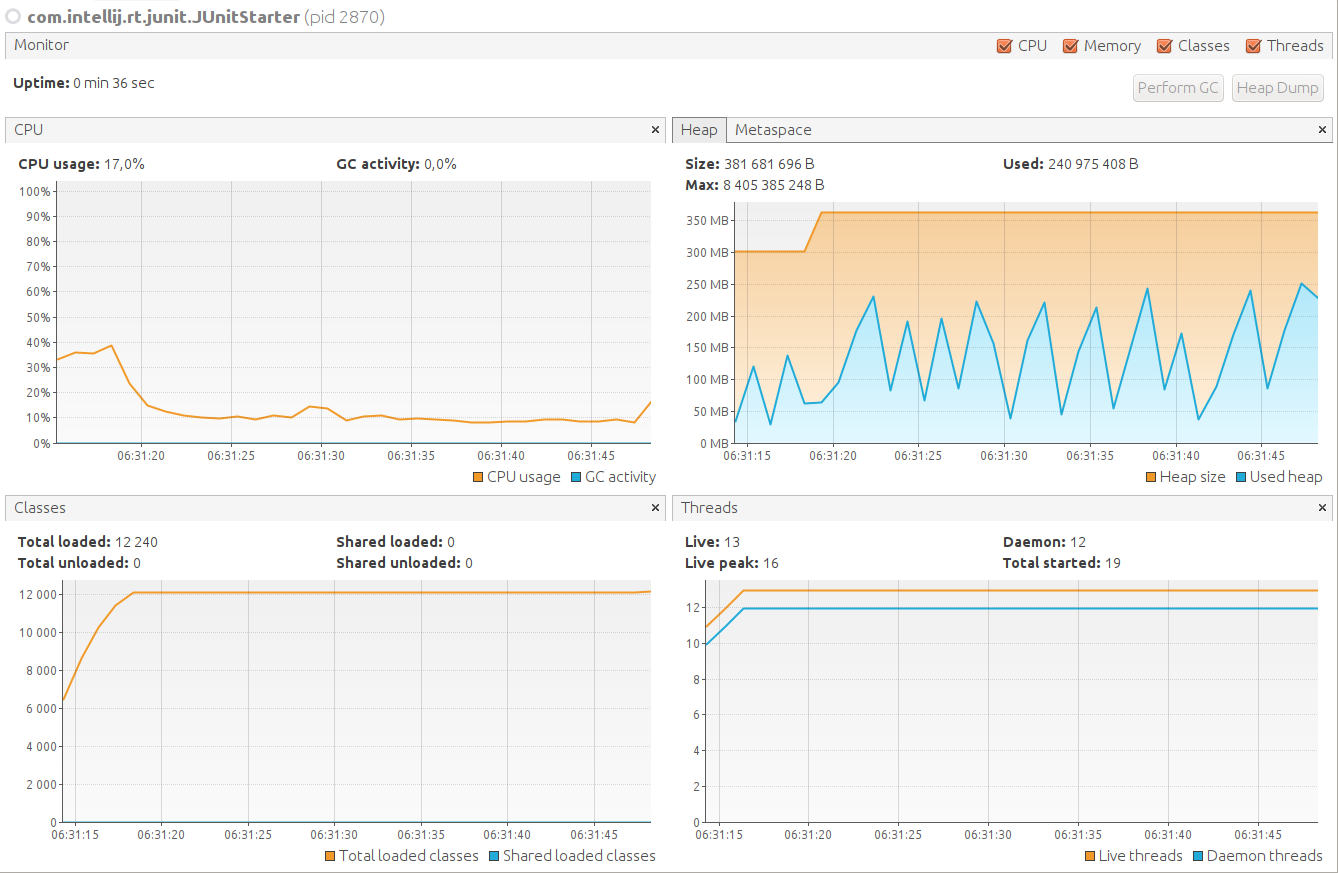 com.intellij.rt.junit.JUnitStarter (pid 2870)
Monitor
CPU Memory Classes Threads
Uptime: 0 min 36 sec
Perform GC Heap Dump
CPU ×
CPU usage: 17,0% GC activity: 0,0%
100%
90%
80%
70%
60%
50%
40%
30%
20%
10%
0%
06:31:20 06:31:25 06:31:30 06:31:35 06:31:40 06:31:45
CPU usage GC activity
Heap Metaspace ×
Size: 381 681 696 B Used: 240 975 408 B
Max: 8 405 385 248 B
350 MB
300 MB
250 MB
200 MB
150 MB
100 MB
50 MB
0 MB
06:31:15 06:31:20 06:31:25 06:31:30 06:31:35 06:31:40 06:31:45
Heap size Used heap
Classes ×
Total loaded: 12 240 Shared loaded: 0
Total unloaded: 0 Shared unloaded: 0
12 000
10 000
8 000
6 000
4 000
2 000
0
06:31:15 06:31:20 06:31:25 06:31:30 06:31:35 06:31:40 06:31:45
Total loaded classes Shared loaded classes
Threads ×
Live: 13 Daemon: 12
Live peak: 16 Total started: 19
12
10
8
6
4
2
0
06:31:15 06:31:20 06:31:25 06:31:30 06:31:35 06:31:40 06:31:45
Live threads Daemon threads